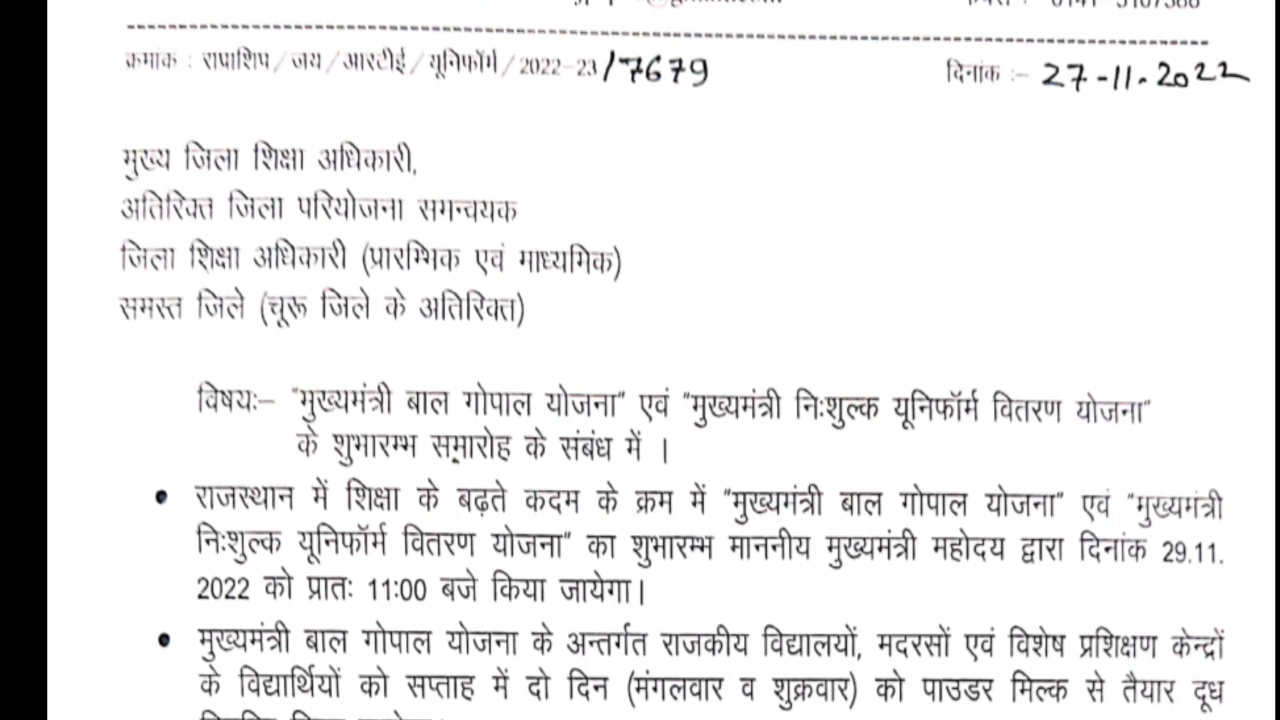 क्रमांक : रापाशिप / जय / आरटीई / यूनिफॉर्म / 2022-23/7679 दिनांक :- 27-11-2022
मुख्य जिला शिक्षा अधिकारी,
अतिरिक्त जिला परियोजना समन्वयक
जिला शिक्षा अधिकारी (प्रारम्भिक एवं माध्यमिक)
समस्त जिले (चूरू जिले के अतिरिक्त)
विषयः– "मुख्यमंत्री बाल गोपाल योजना" एवं "मुख्यमंत्री निःशुल्क यूनिफॉर्म वितरण योजना"
के शुभारम्भ समारोह के संबंध में ।
• राजस्थान में शिक्षा के बढ़ते कदम के क्रम में "मुख्यमंत्री बाल गोपाल योजना" एवं "मुख्यमंत्री
निःशुल्क यूनिफॉर्म वितरण योजना" का शुभारम्भ माननीय मुख्यमंत्री महोदय द्वारा दिनांक 29.11.
2022 को प्रातः 11:00 बजे किया जायेगा।
• मुख्यमंत्री बाल गोपाल योजना के अन्तर्गत राजकीय विद्यालयों, मदरसों एवं विशेष प्रशिक्षण केन्द्रों
के विद्यार्थियों को सप्ताह में दो दिन (मंगलवार व शुक्रवार) को पाउडर मिल्क से तैयार दूध